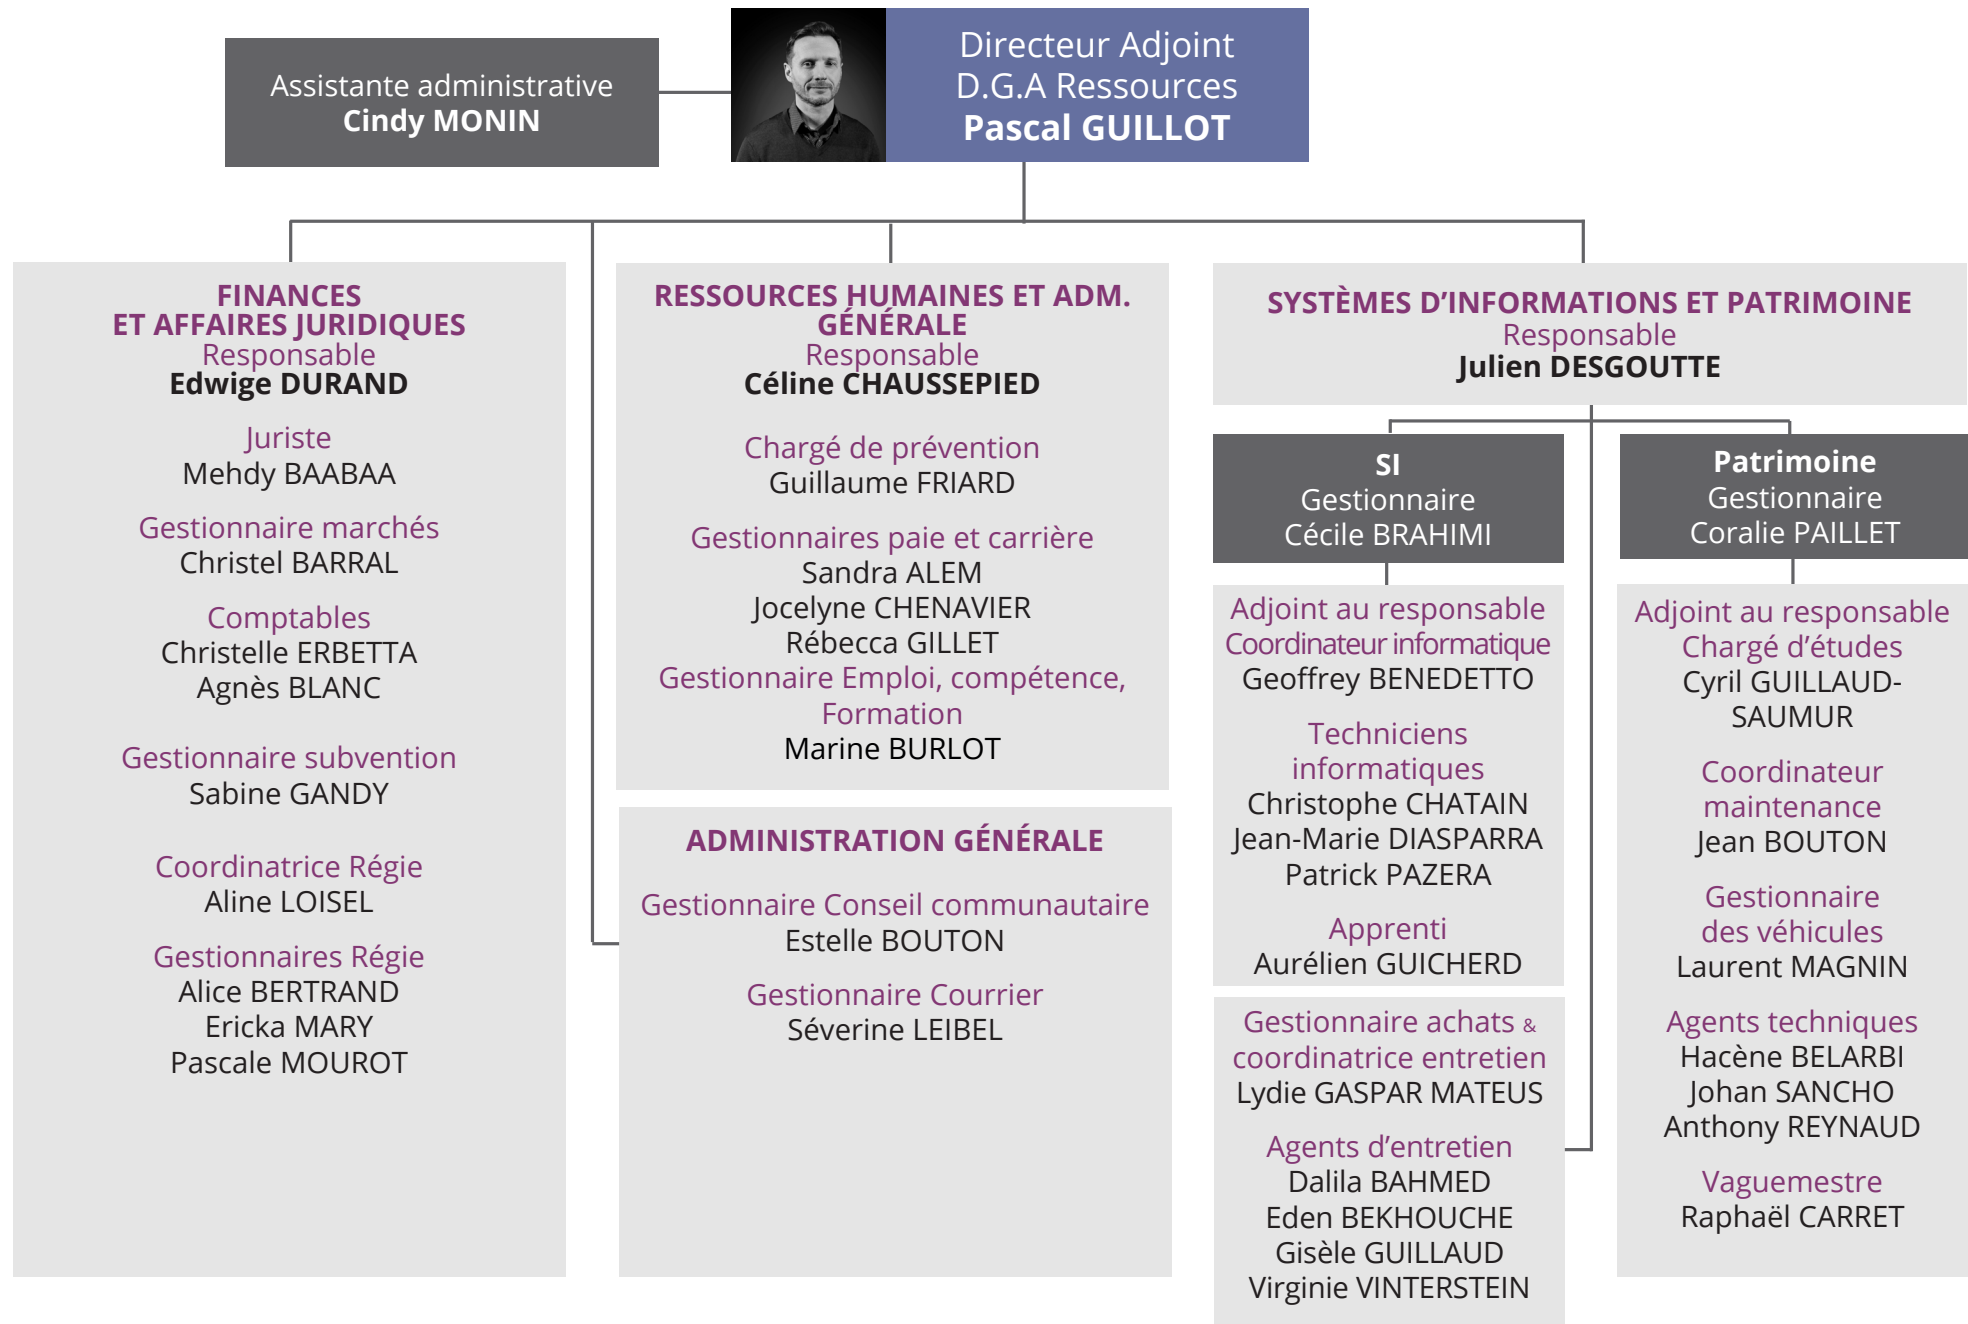 Assistante administrative
Cindy MONIN
Directeur Adjoint
D.G.A Ressources
Pascal GUILLOT
FINANCES
ET AFFAIRES JURIDIQUES
Responsable
Edwige DURAND
Juriste
Mehdy BAABAA
Gestionnaire marchés
Christel BARRAL
Comptables
Christelle ERBETTA
Agnès BLANC
Gestionnaire subvention
Sabine GANDY
Coordinatrice Régie
Aline LOISEL
Gestionnaires Régie
Alice BERTRAND
Ericka MARY
Pascale MOUROT
RESSOURCES HUMAINES ET ADM.
GÉNÉRALE
Responsable
Céline CHAUSSEPIED
Chargé de prévention
Guillaume FRIARD
Gestionnaires paie et carrière
Sandra ALEM
Jocelyne CHENAVIER
Rébecca GILLET
Gestionnaire Emploi, compétence,
Formation
Marine BURLOT
ADMINISTRATION GÉNÉRALE
Gestionnaire Conseil communautaire
Estelle BOUTON
Gestionnaire Courrier
Séverine LEIBEL
SYSTÈMES D’INFORMATIONS ET PATRIMOINE
Responsable
Julien DESGOUTTE
SI
Gestionnaire
Cécile BRAHIMI
Adjoint au responsable
Coordinateur informatique
Geoffrey BENEDETTO
Techniciens
informatiques
Christophe CHATAIN
Jean-Marie DIASPARRA
Patrick PAZERA
Apprenti
Aurélien GUICHERD
Gestionnaire achats &
coordinatrice entretien
Lydie GASPAR MATEUS
Agents d’entretien
Dalila BAHMED
Eden BEKHOUCHE
Gisèle GUILLAUD
Virginie VINTERSTEIN
Patrimoine
Gestionnaire
Coralie PAILLET
Adjoint au responsable
Chargé d’études
Cyril GUILLAUD-
SAUMUR
Coordinateur
maintenance
Jean BOUTON
Gestionnaire
des véhicules
Laurent MAGNIN
Agents techniques
Hacène BELARBI
Johan SANCHO
Anthony REYNAUD
Vaguemestre
Raphaël CARRET